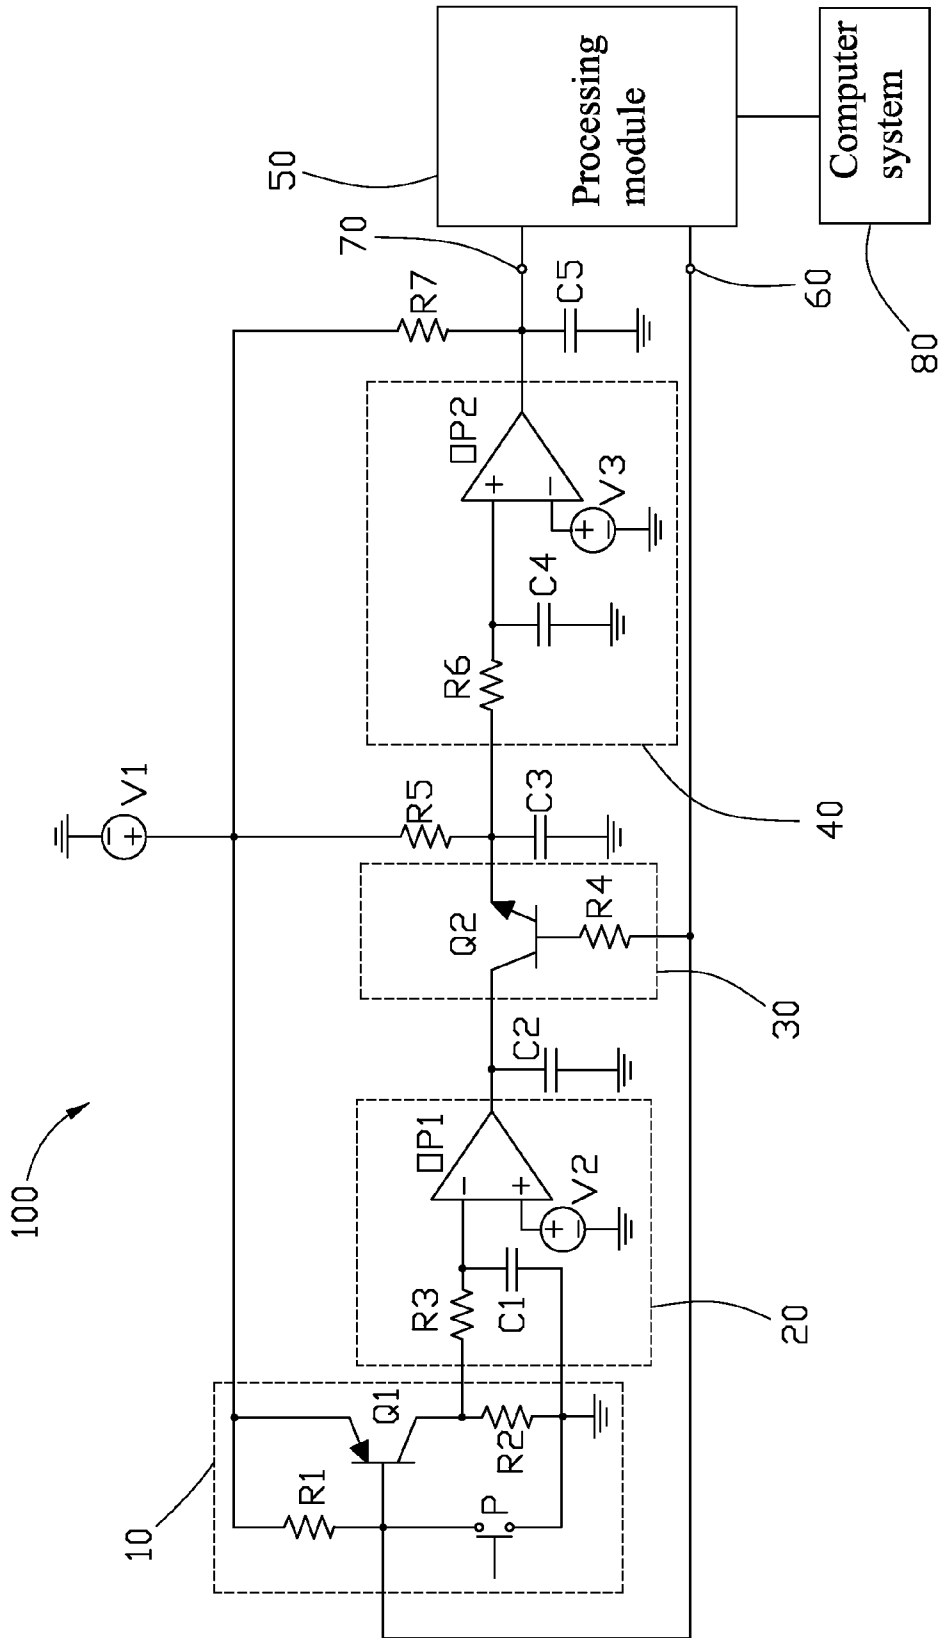 100
V1
10
R1
Q1
R2
P
20
R3
C1
OP1
V2
C2
30
Q2
R4
R5
C3
40
R6
C4
OP2
V3
R7
C5
70
60
50
Processing
module
80
Computer
system
+
−
−
+
+
−
+
−
+
−